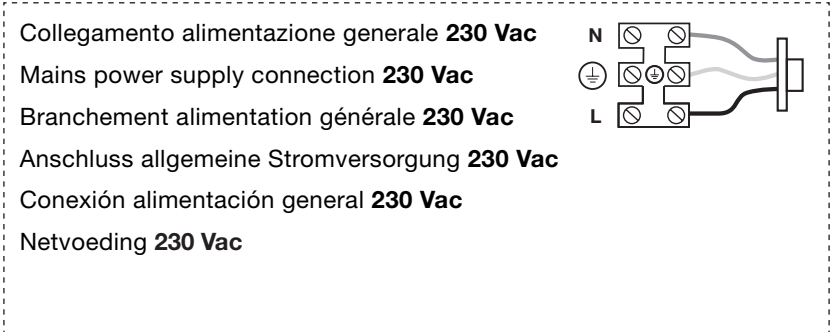 Collegamento alimentazione generale 230 Vac
Mains power supply connection 230 Vac
Branchement alimentation générale 230 Vac
Anschluss allgemeine Stromversorgung 230 Vac
Conexión alimentación general 230 Vac
Netvoeding 230 Vac
N
L